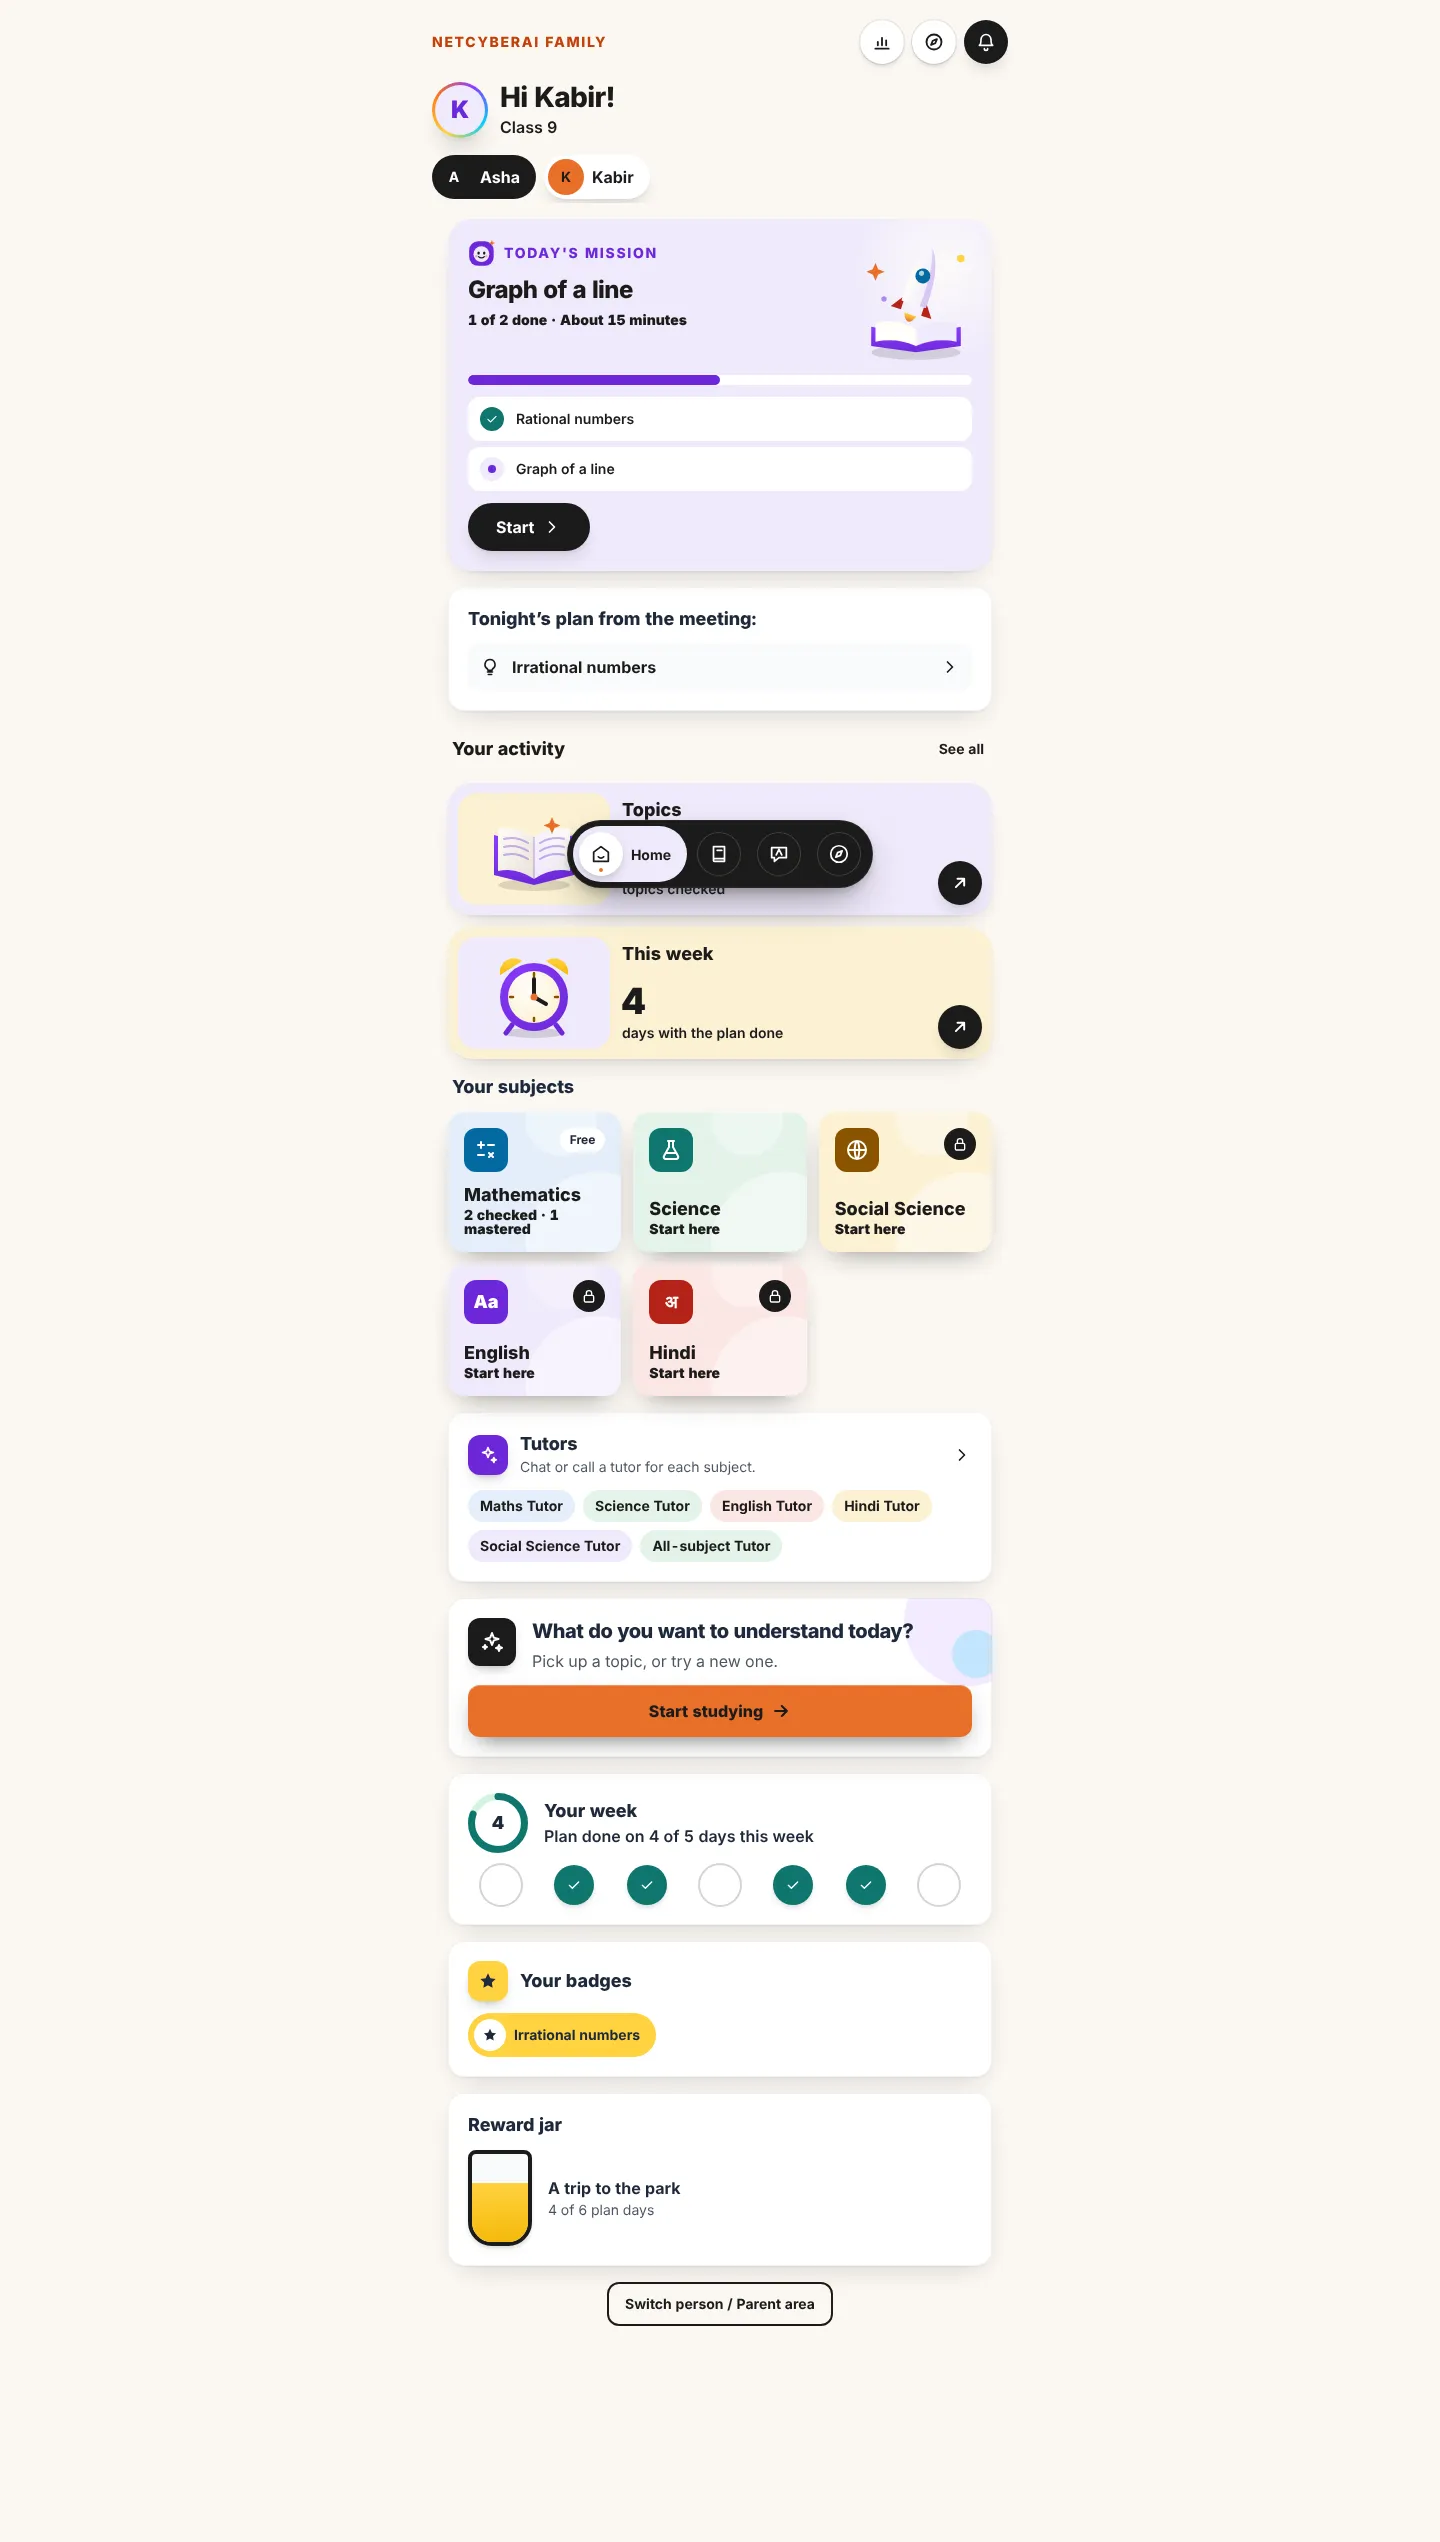 NETCYBERAI FAMILY
K
Hi Kabir!
Class 9
A Asha
K Kabir
TODAY'S MISSION
Graph of a line
1 of 2 done · About 15 minutes
Rational numbers
Graph of a line
Start
Tonight’s plan from the meeting:
Irrational numbers
Your activity
See all
Topics
Home
topics checked
This week
4
days with the plan done
Your subjects
Free
Mathematics
2 checked · 1
mastered
Science
Start here
Social Science
Start here
Aa
English
Start here
अ
Hindi
Start here
Tutors
Chat or call a tutor for each subject.
Maths Tutor
Science Tutor
English Tutor
Hindi Tutor
Social Science Tutor
All-subject Tutor
What do you want to understand today?
Pick up a topic, or try a new one.
Start studying
4
Your week
Plan done on 4 of 5 days this week
Your badges
Irrational numbers
Reward jar
A trip to the park
4 of 6 plan days
Switch person / Parent area